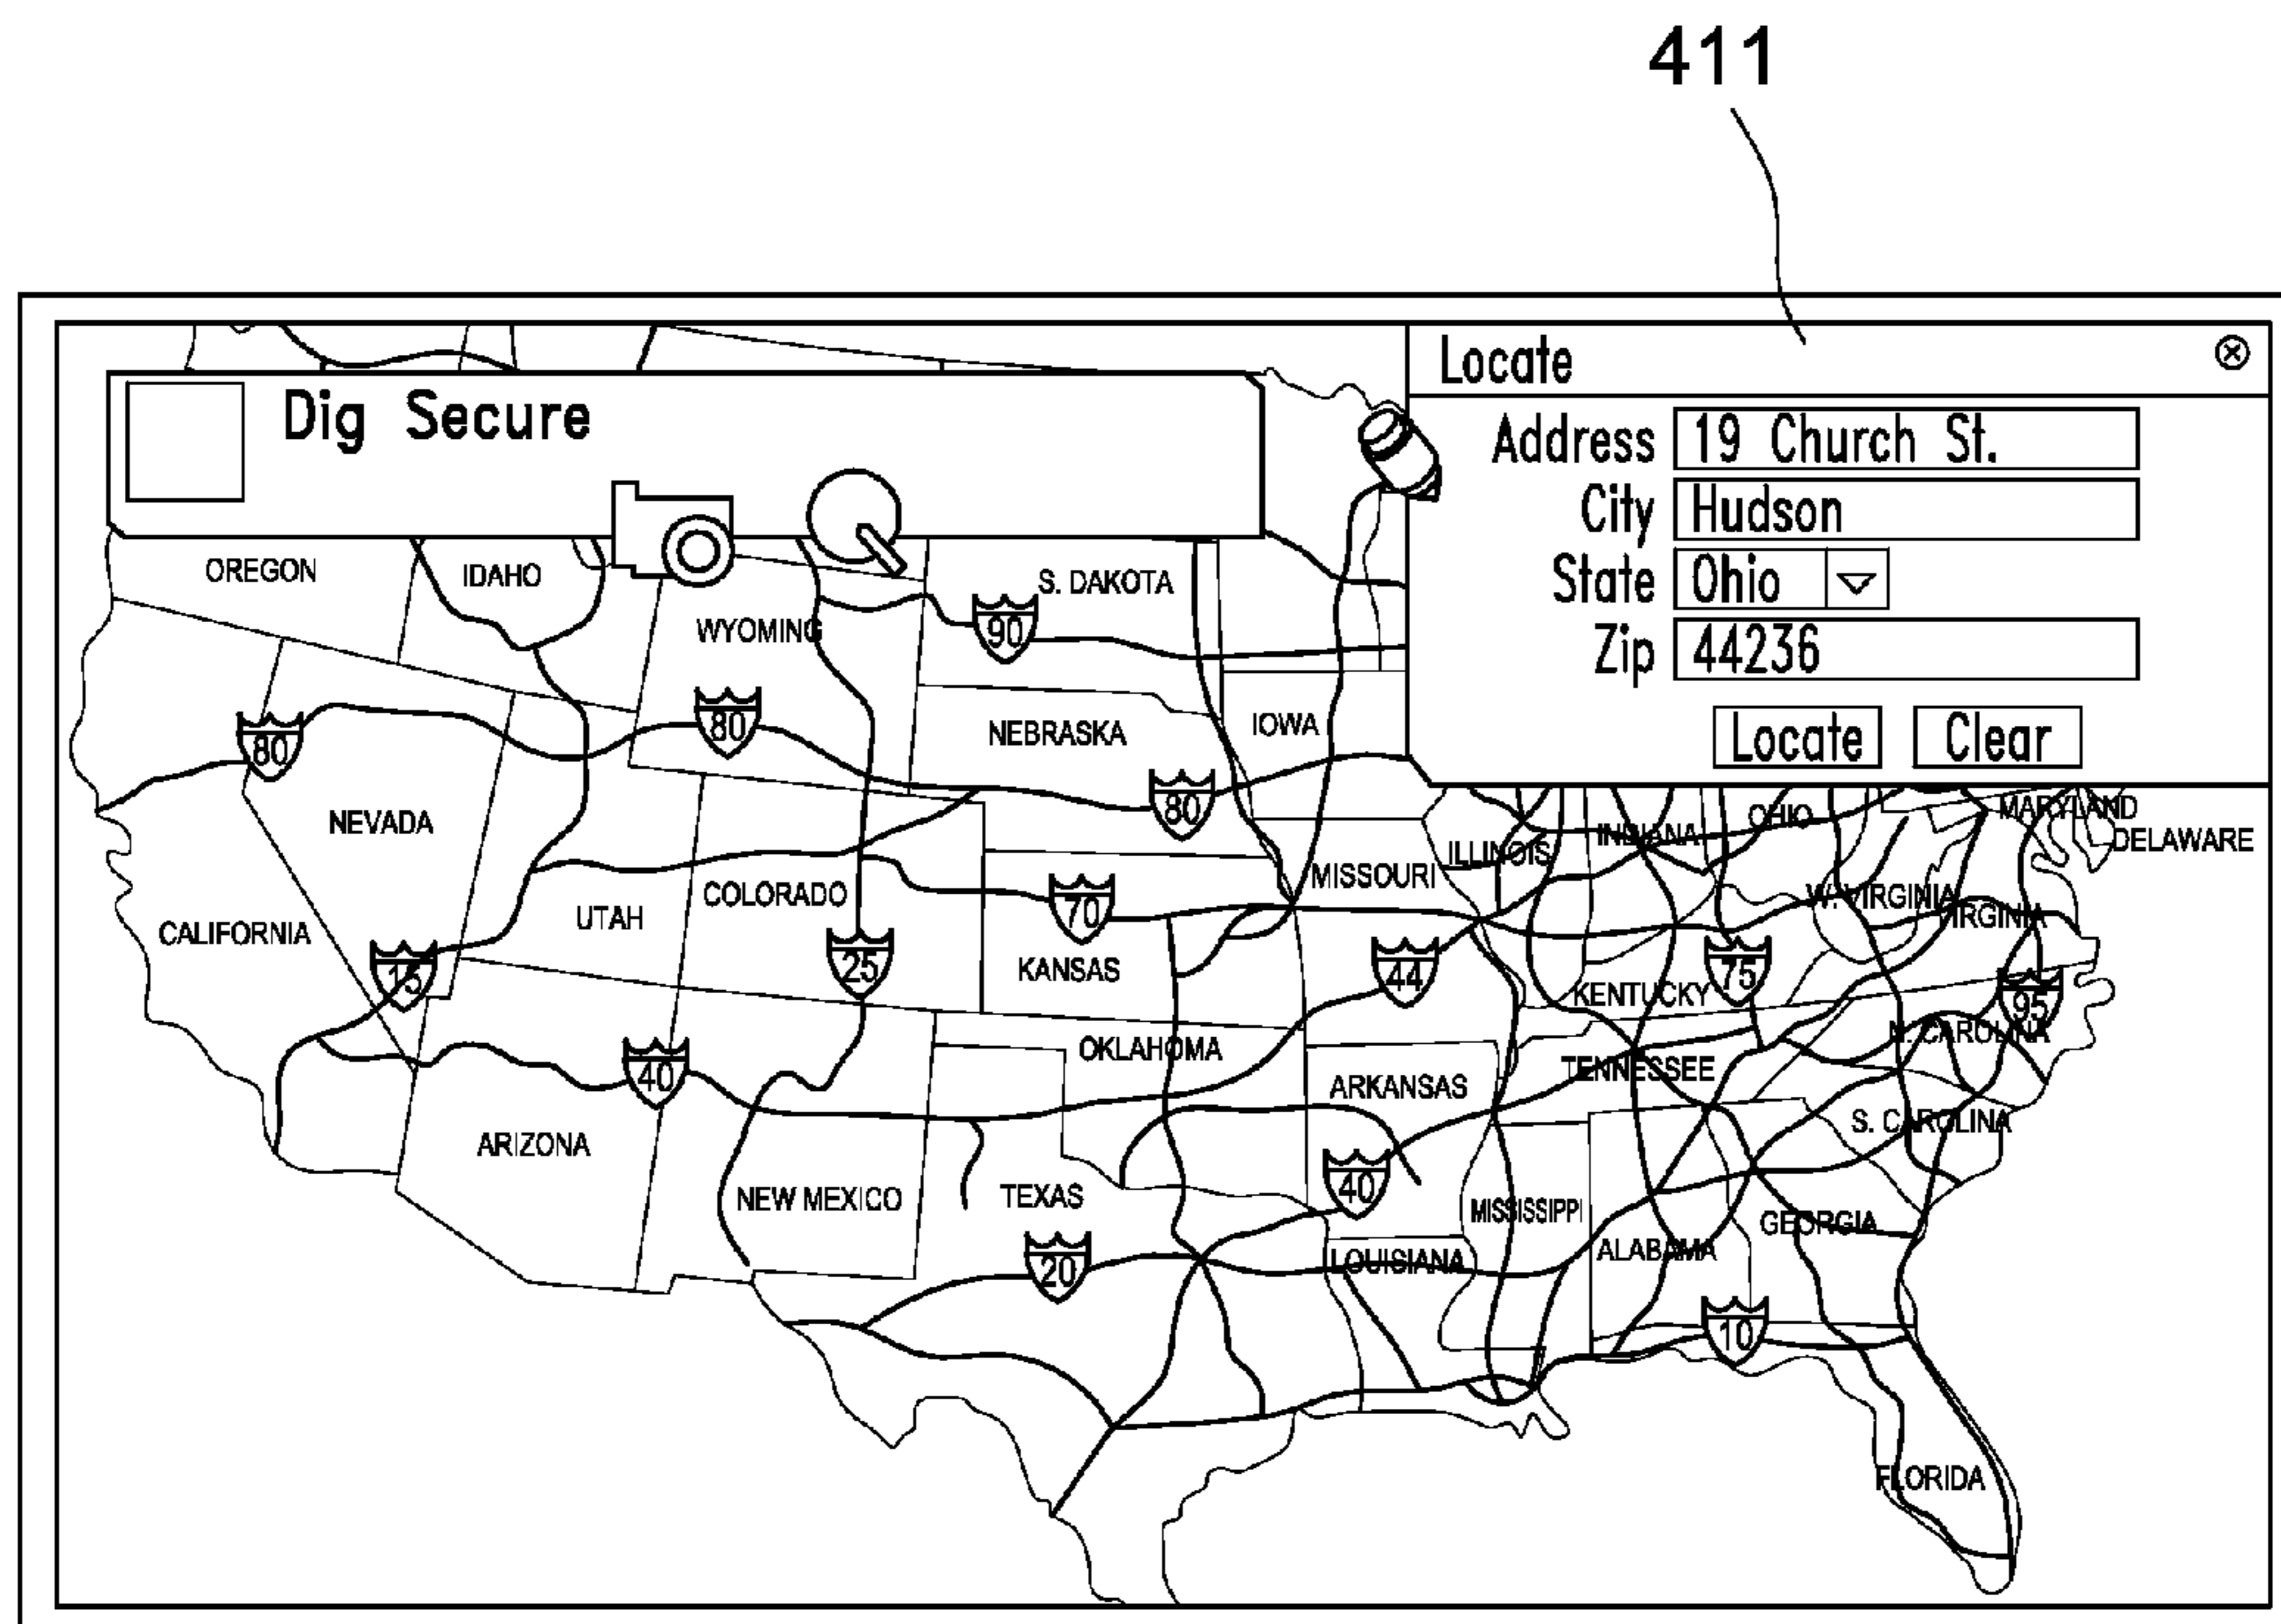 411
Locate
Dig Secure
Address 19 Church St.
City Hudson
State Ohio
Zip 44236
Locate Clear
OREGON
IDAHO
S. DAKOTA
WYOMING
90
80
80
NEBRASKA
IOWA
80
NEVADA
MARYLAND
OHIO
INDIANA
DELAWARE
ILLINOIS
MISSOURI
COLORADO
70
W. VIRGINIA
VIRGINIA
UTAH
CALIFORNIA
15
25
KANSAS
44
75
KENTUCKY
95
N. CAROLINA
40
OKLAHOMA
TENNESSEE
ARKANSAS
S. CAROLINA
ARIZONA
NEW MEXICO
TEXAS
40
MISSISSIPPI
GEORGIA
ALABAMA
LOUISIANA
20
10
FLORIDA